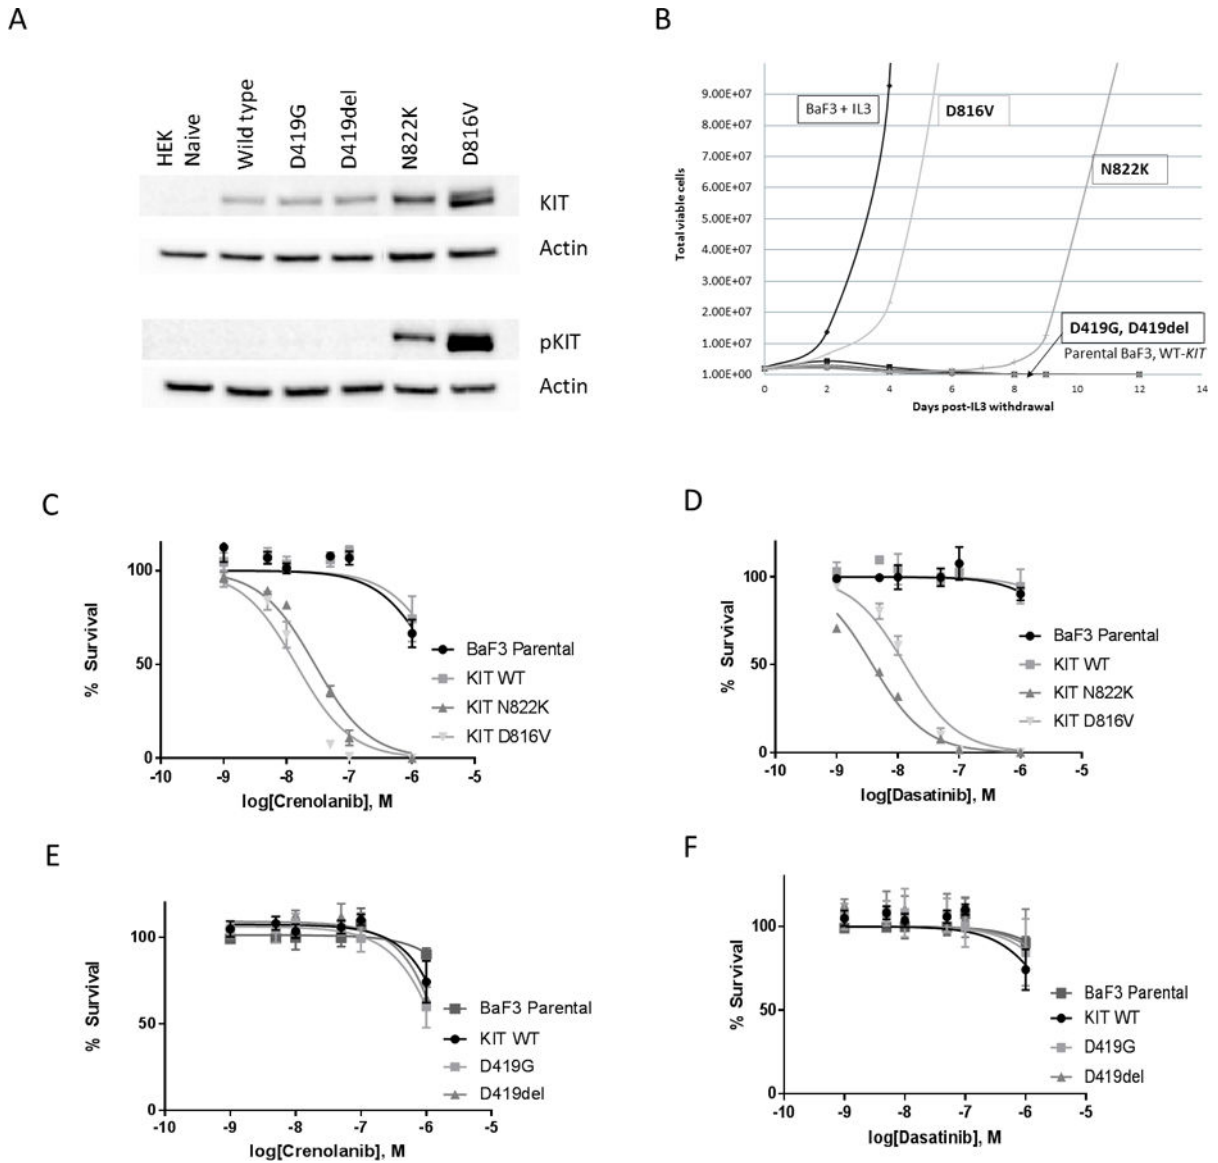 A
HEK
Naive
Wild type
D419G
D419del
N822K
D816V
KIT
Actin
pKIT
Actin
B
Total viable cells
9.00E+07
8.00E+07
7.00E+07
6.00E+07
5.00E+07
4.00E+07
3.00E+07
2.00E+07
1.00E+07
1.00E+00
BaF3 + IL3
D816V
N822K
D419G, D419del
Parental BaF3, WT-KIT
0 2 4 6 8 10 12 14
Days post-IL3 withdrawal
C
% Survival
100
50
0
-10 -9 -8 -7 -6 -5
log[Crenolanib], M
BaF3 Parental
KIT WT
KIT N822K
KIT D816V
D
% Survival
100
50
0
-10 -9 -8 -7 -6 -5
log[Dasatinib], M
BaF3 Parental
KIT WT
KIT N822K
KIT D816V
E
% Survival
100
50
0
-10 -9 -8 -7 -6 -5
log[Crenolanib], M
BaF3 Parental
KIT WT
D419G
D419del
F
% Survival
100
50
0
-10 -9 -8 -7 -6 -5
log[Dasatinib], M
BaF3 Parental
KIT WT
D419G
D419del